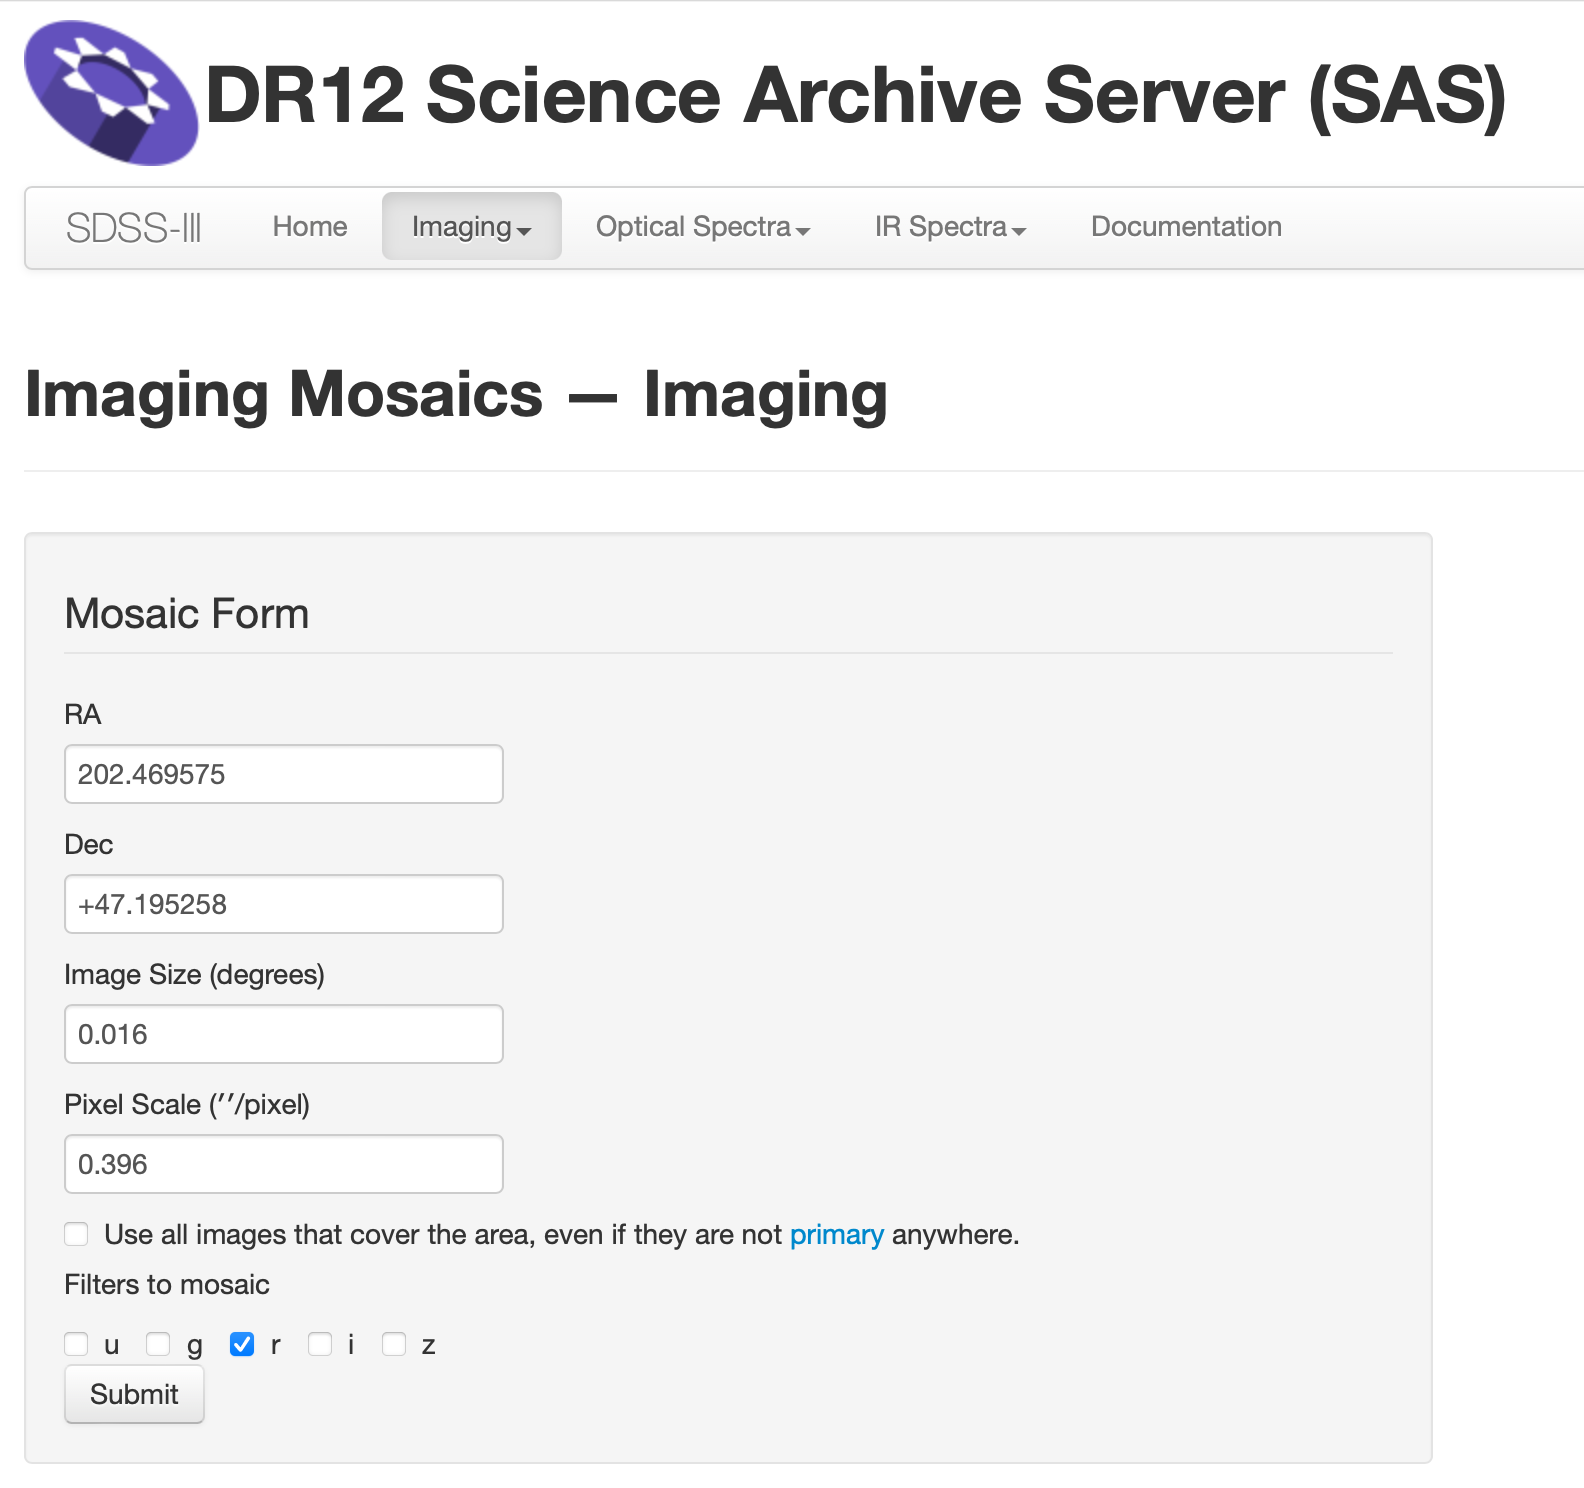 DR12 Science Archive Server (SAS)
SDSS-III Home Imaging Optical Spectra IR Spectra Documentation
Imaging Mosaics — Imaging
Mosaic Form
RA
202.469575
Dec
+47.195258
Image Size (degrees)
0.016
Pixel Scale (′′/pixel)
0.396
Use all images that cover the area, even if they are not primary anywhere.
Filters to mosaic
u g r i z
Submit